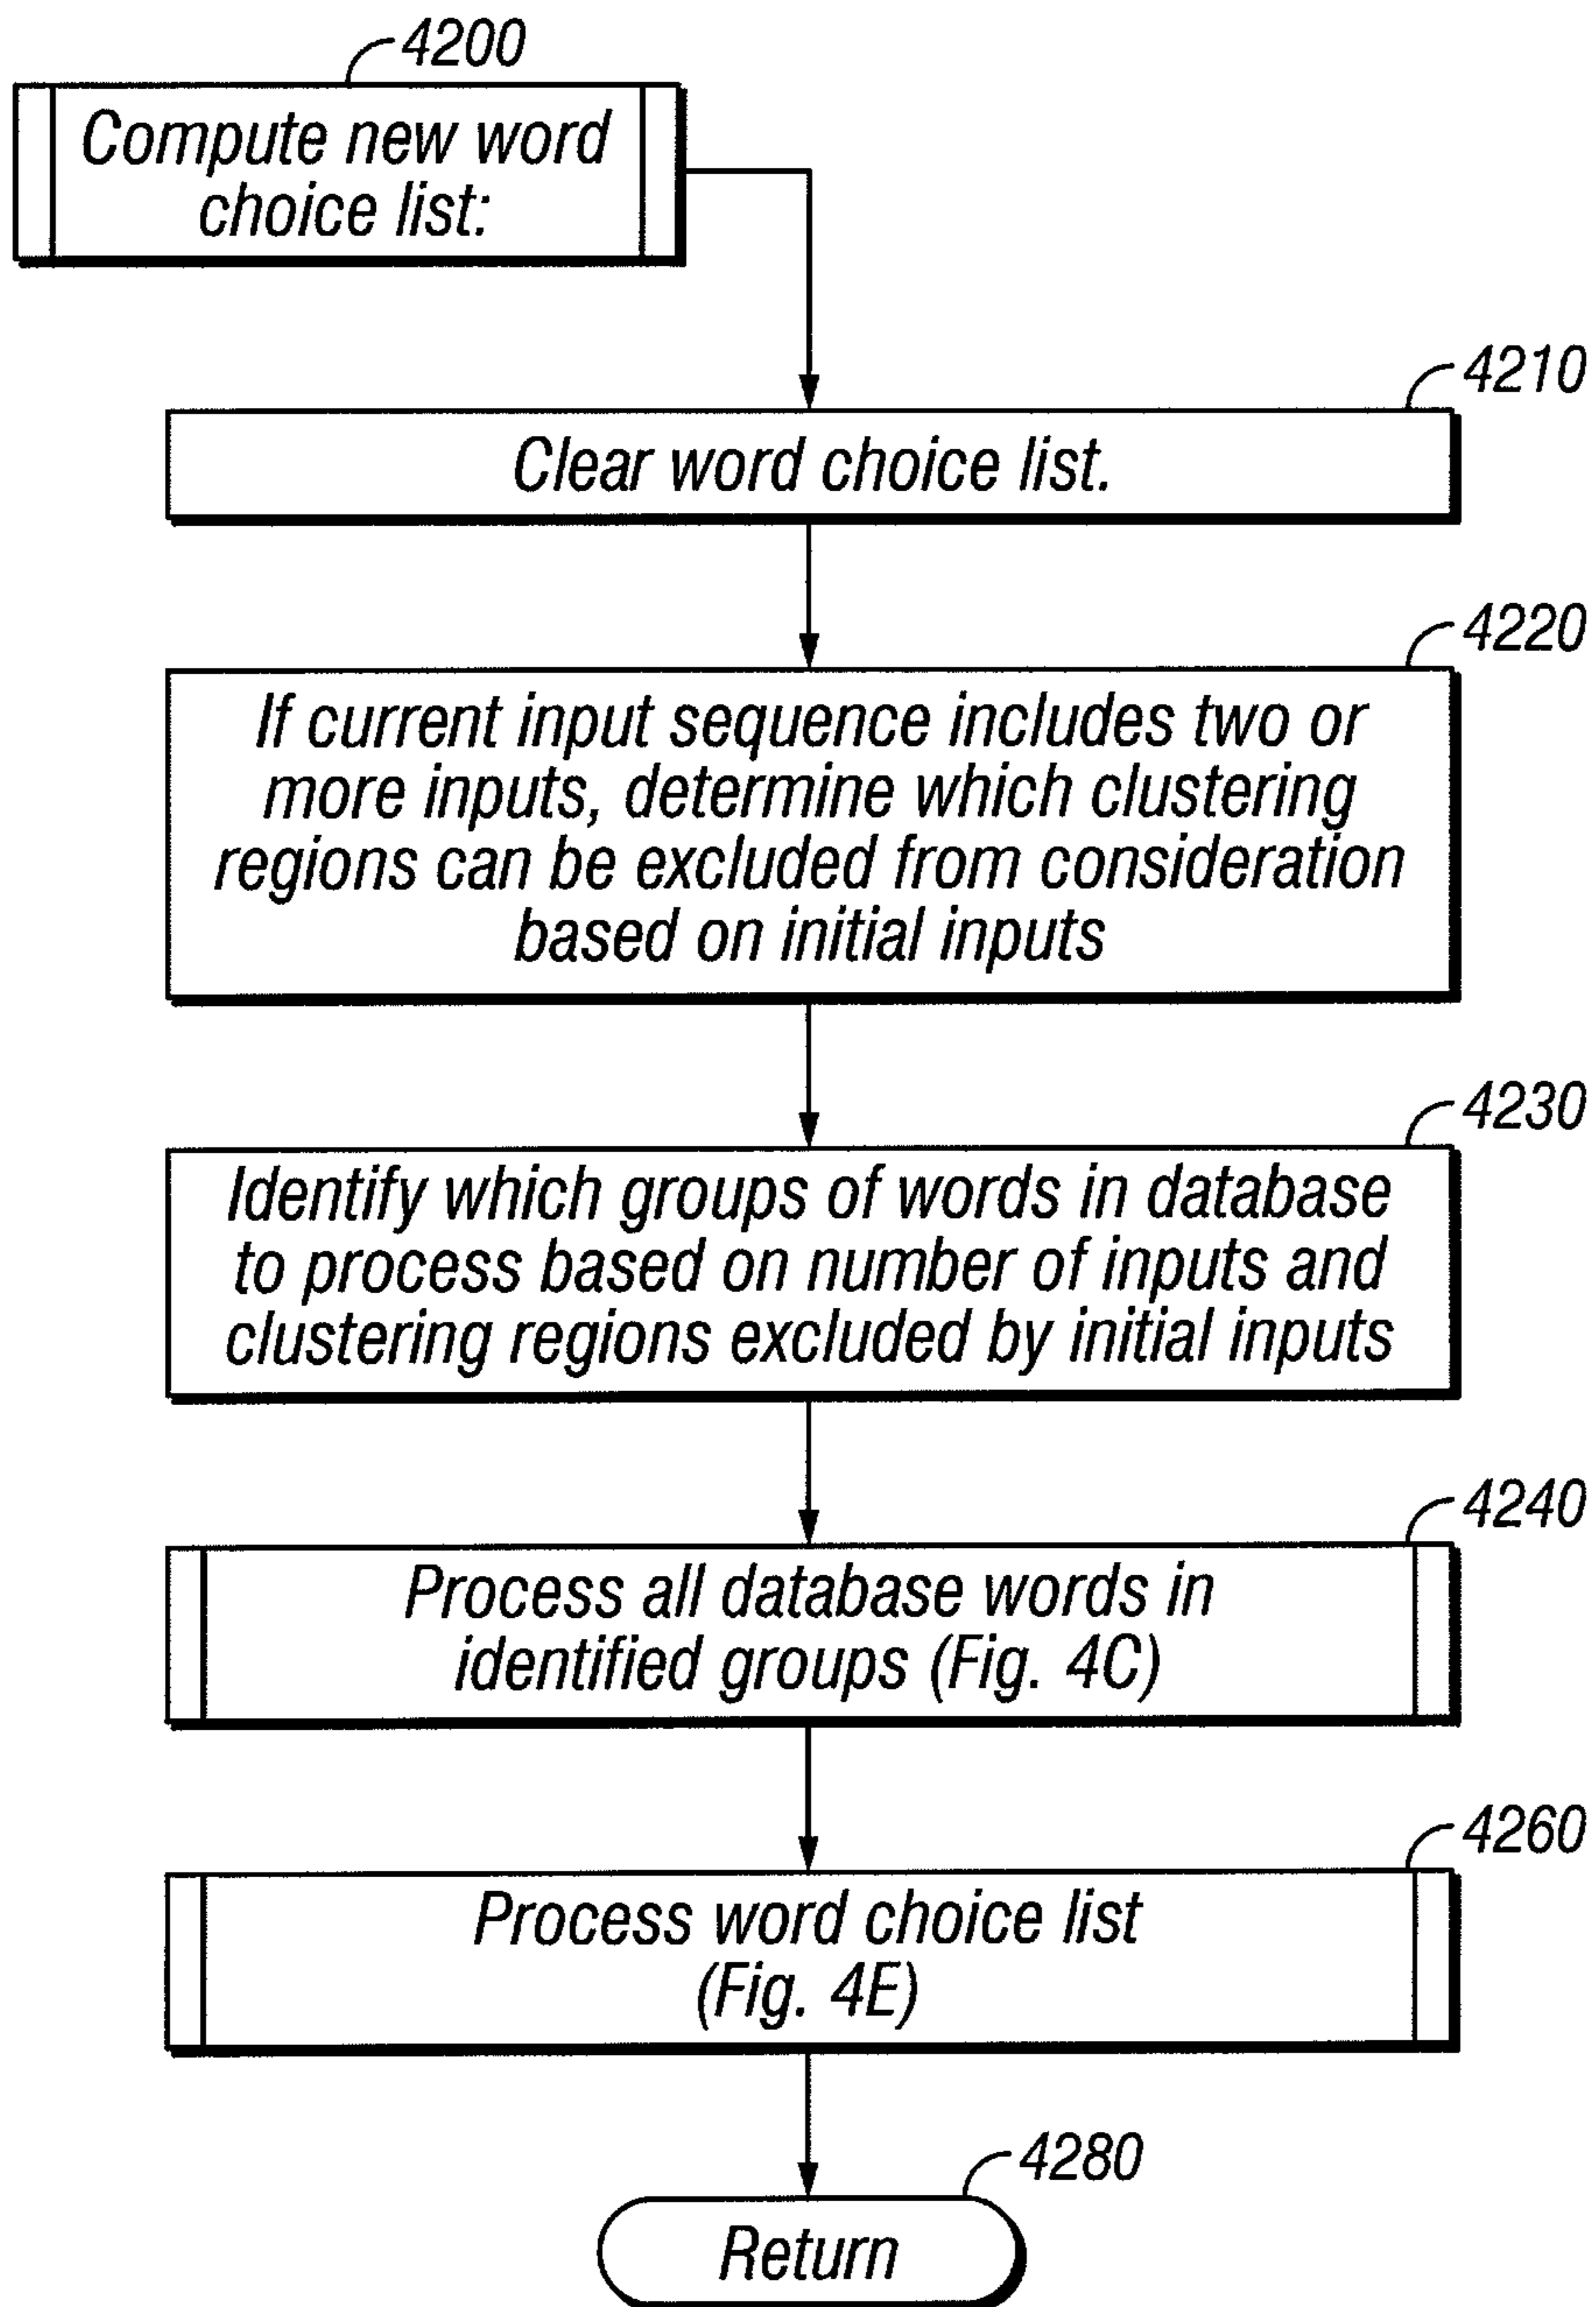 4200
Compute new word
choice list:
4210
Clear word choice list.
4220
If current input sequence includes two or
more inputs, determine which clustering
regions can be excluded from consideration
based on initial inputs
4230
Identify which groups of words in database
to process based on number of inputs and
clustering regions excluded by initial inputs
4240
Process all database words in
identified groups (Fig. 4C)
4260
Process word choice list
(Fig. 4E)
4280
Return